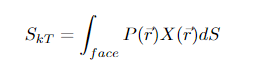 S_{kT} = \int_{face} P(\vec{r})X(\vec{r})dS